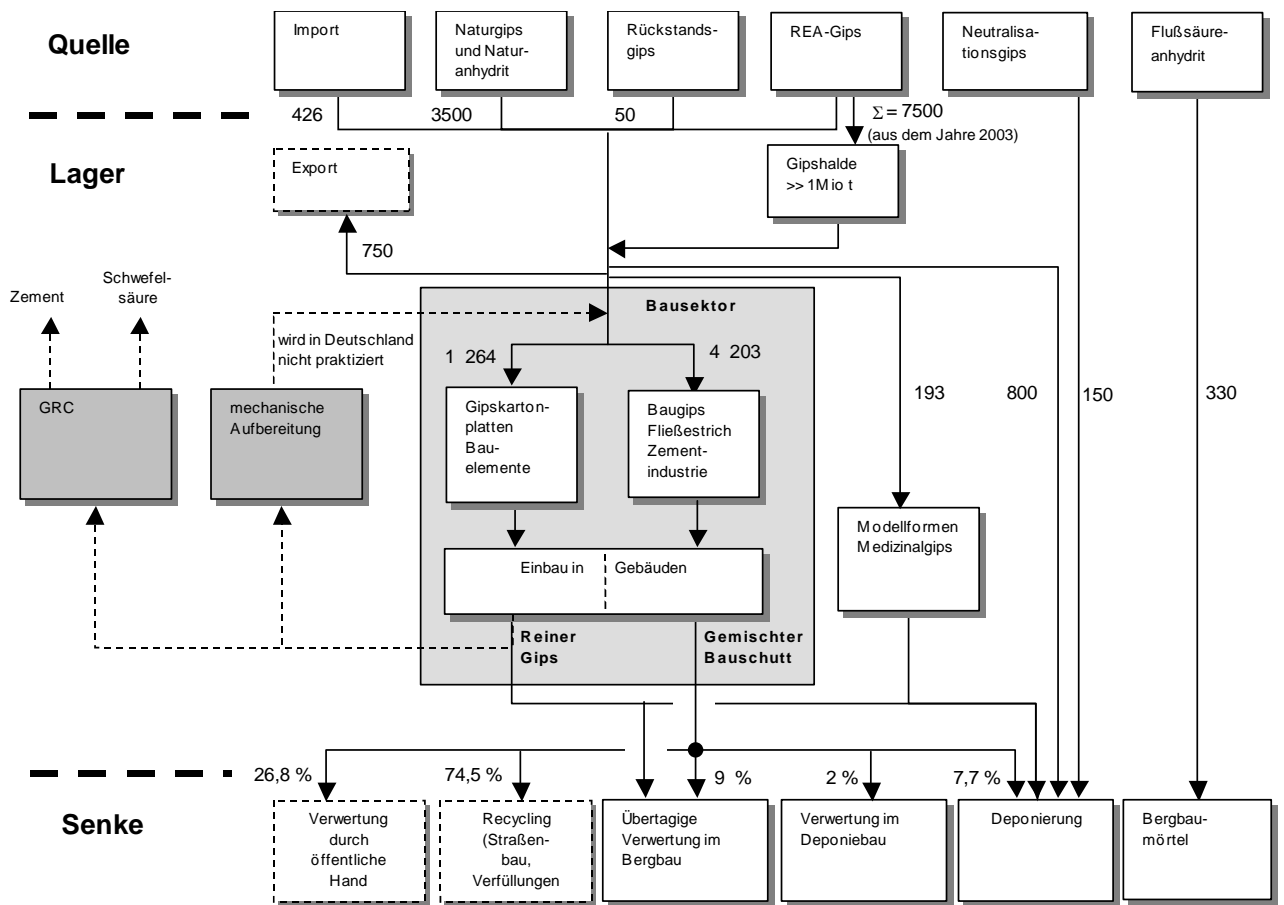 Quelle
Import
Naturgips
und Natur-
anhydrit
Rückstands-
gips
REA-Gips
Neutralisa-
tionsgips
Flußsäure-
anhydrit
426
3500
50
Σ = 7500
(aus dem Jahre 2003)
Lager
Export
Gipshalde
>> 1Mio t
750
Zement
Schwefel-
säure
wird in Deutschland
nicht praktiziert
Bausektor
1 264
4 203
GRC
mechanische
Aufbereitung
Gipskarton-
platten
Bau-
elemente
Baugips
Fließestrich
Zement-
industrie
193
800
150
330
Modellformen
Medizinalgips
Einbau in
Gebäuden
Reiner
Gips
Gemischter
Bauschutt
Senke
26,8 %
74,5 %
9 %
2 %
7,7 %
Verwertung
durch
öffentliche
Hand
Recycling
(Straßen-
bau,
Verfüllungen
Übertagige
Verwertung im
Bergbau
Verwertung im
Deponiebau
Deponierung
Bergbau-
mörtel